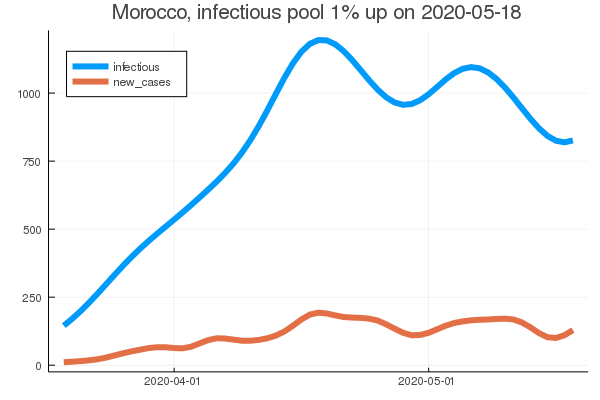 Morocco, infectious pool 1% up on 2020-05-18
infectious
new_cases
1000
750
500
250
0
2020-04-01
2020-05-01